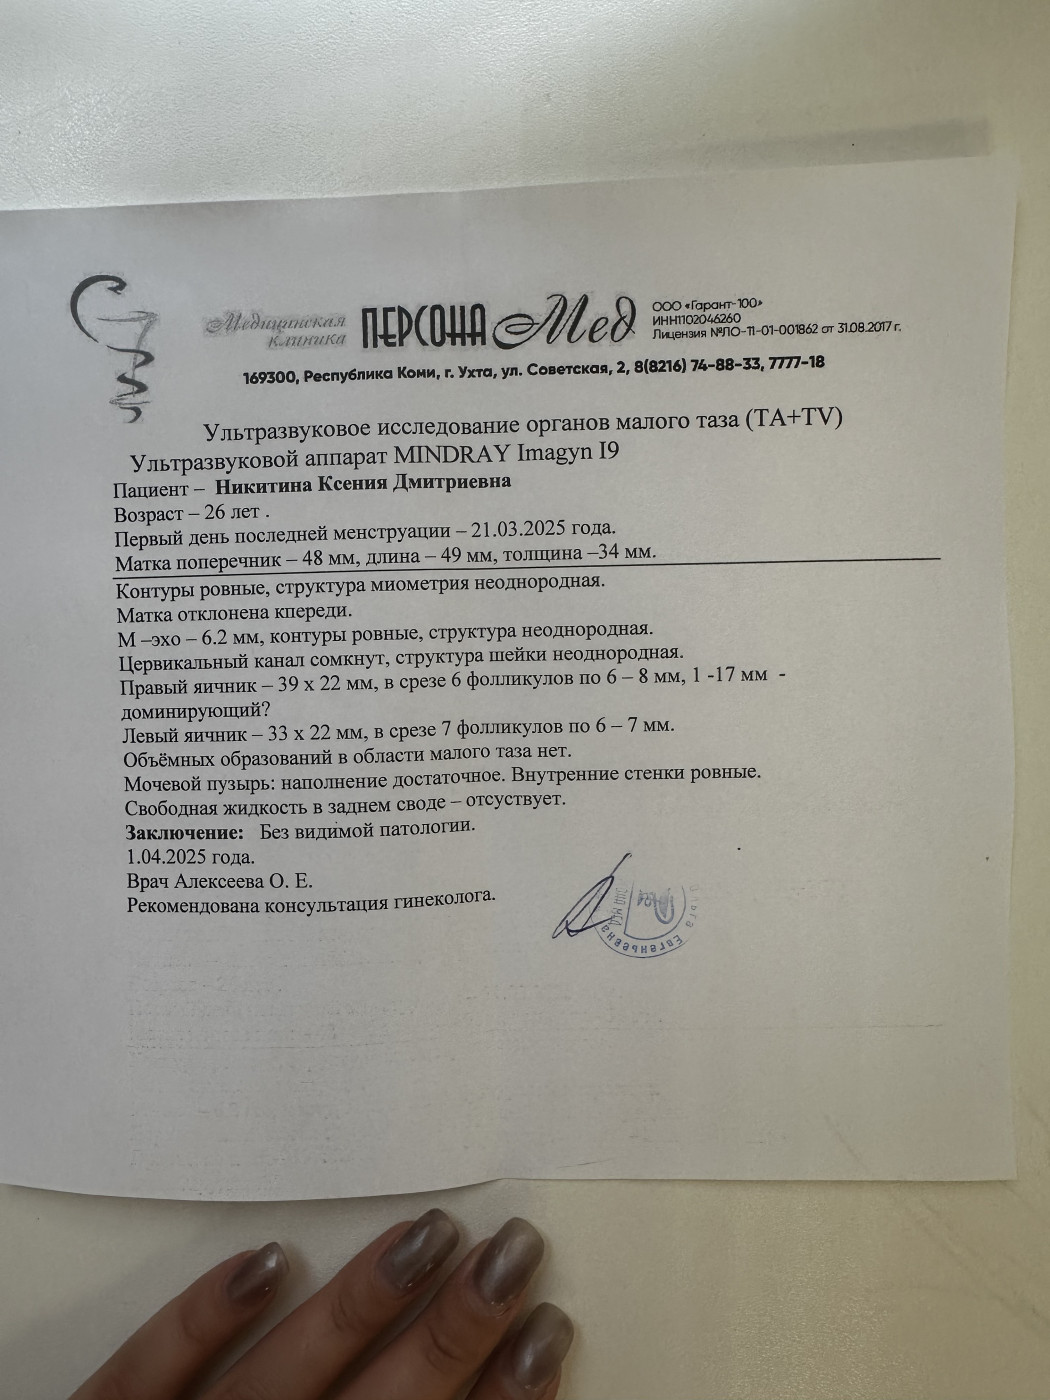 Медицинская
клиника
ПЕРСОНА Мед
ООО «Гарант-100»
ИНН1102046260
Лицензия №ЛО-11-01-001862 от 31.08.2017 г.
169300, Республика Коми, г. Ухта, ул. Советская, 2, 8(8216) 74-88-33, 7777-18
Ультразвуковое исследование органов малого таза (ТА+TV)
Ультразвуковой аппарат MINDRAY Imagyn I9
Пациент – Никитина Ксения Дмитриевна
Возраст – 26 лет .
Первый день последней менструации – 21.03.2025 года.
Матка поперечник – 48 мм, длина – 49 мм, толщина –34 мм.
Контуры ровные, структура миометрия неоднородная.
Матка отклонена кпереди.
М –эхо – 6.2 мм, контуры ровные, структура неоднородная.
Цервикальный канал сомкнут, структура шейки неоднородная.
Правый яичник – 39 х 22 мм, в срезе 6 фолликулов по 6 – 8 мм, 1 -17 мм -
доминирующий?
Левый яичник – 33 х 22 мм, в срезе 7 фолликулов по 6 – 7 мм.
Объёмных образований в области малого таза нет.
Мочевой пузырь: наполнение достаточное. Внутренние стенки ровные.
Свободная жидкость в заднем своде – отсуствует.
Заключение: Без видимой патологии.
1.04.2025 года.
Врач Алексеева О. Е.
Рекомендована консультация гинеколога.
Евгеньевна